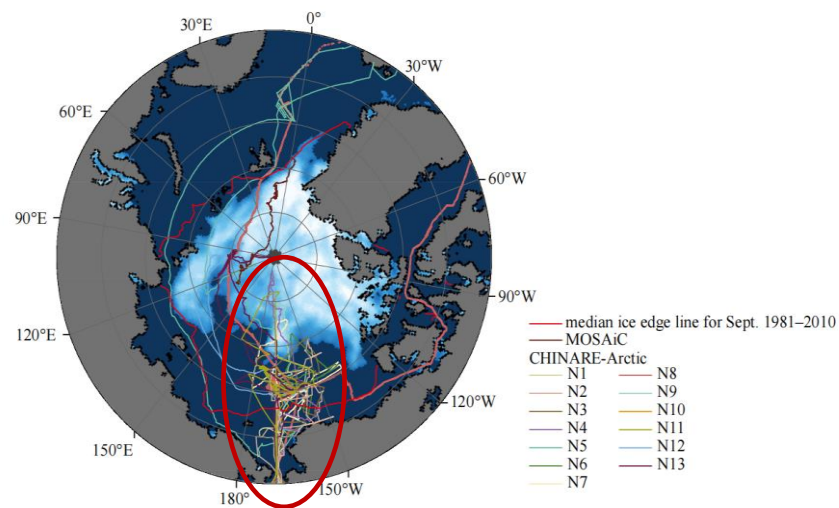 0°
30°E
30°W
60°E
60°W
90°E
90°W
120°E
120°W
150°E
180°
150°W
median ice edge line for Sept. 1981–2010
MOSAiC
CHINARE-Arctic
N1 N8
N2 N9
N3 N10
N4 N11
N5 N12
N6 N13
N7